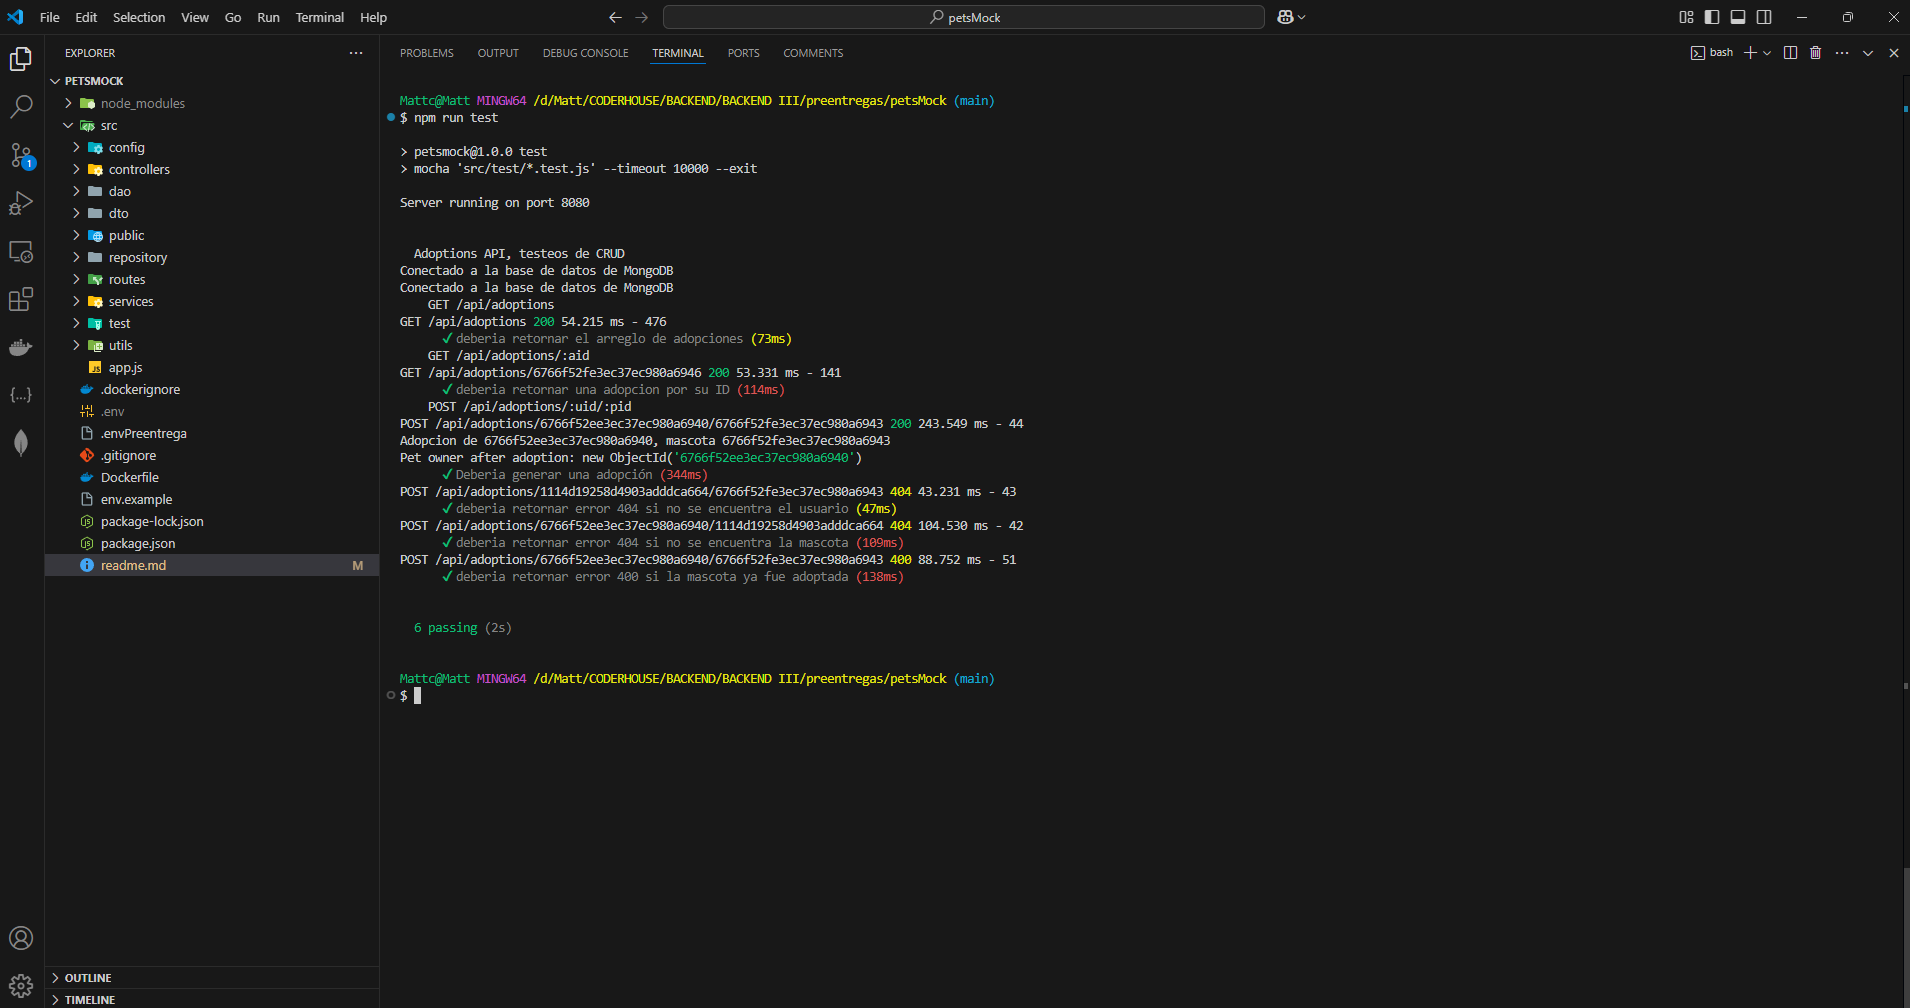 File Edit Selection View Go Run Terminal Help
petsMock
EXPLORER
PETSMOCK
node_modules
src
config
controllers
dao
dto
public
repository
routes
services
test
utils
JS app.js
.dockerignore
.env
.envPreentrega
.gitignore
Dockerfile
env.example
package-lock.json
package.json
readme.md M
OUTLINE
TIMELINE
1
PROBLEMS OUTPUT DEBUG CONSOLE TERMINAL PORTS COMMENTS
bash
Mattc@Matt MINGW64 /d/Matt/CODERHOUSE/BACKEND/BACKEND III/preentregas/petsMock (main)
$ npm run test
> petsmock@1.0.0 test
> mocha 'src/test/*.test.js' --timeout 10000 --exit
Server running on port 8080
Adoptions API, testeos de CRUD
Conectado a la base de datos de MongoDB
Conectado a la base de datos de MongoDB
GET /api/adoptions
GET /api/adoptions 200 54.215 ms - 476
✓ deberia retornar el arreglo de adopciones (73ms)
GET /api/adoptions/:aid
GET /api/adoptions/6766f52fe3ec37ec980a6946 200 53.331 ms - 141
✓ deberia retornar una adopcion por su ID (114ms)
POST /api/adoptions/:uid/:pid
POST /api/adoptions/6766f52ee3ec37ec980a6940/6766f52fe3ec37ec980a6943 200 243.549 ms - 44
Adopcion de 6766f52ee3ec37ec980a6940, mascota 6766f52fe3ec37ec980a6943
Pet owner after adoption: new ObjectId('6766f52ee3ec37ec980a6940')
✓ Deberia generar una adopción (344ms)
POST /api/adoptions/1114d19258d4903adddca664/6766f52fe3ec37ec980a6943 404 43.231 ms - 43
✓ deberia retornar error 404 si no se encuentra el usuario (47ms)
POST /api/adoptions/6766f52ee3ec37ec980a6940/1114d19258d4903adddca664 404 104.530 ms - 42
✓ deberia retornar error 404 si no se encuentra la mascota (109ms)
POST /api/adoptions/6766f52ee3ec37ec980a6940/6766f52fe3ec37ec980a6943 400 88.752 ms - 51
✓ deberia retornar error 400 si la mascota ya fue adoptada (138ms)
6 passing (2s)
Mattc@Matt MINGW64 /d/Matt/CODERHOUSE/BACKEND/BACKEND III/preentregas/petsMock (main)
$